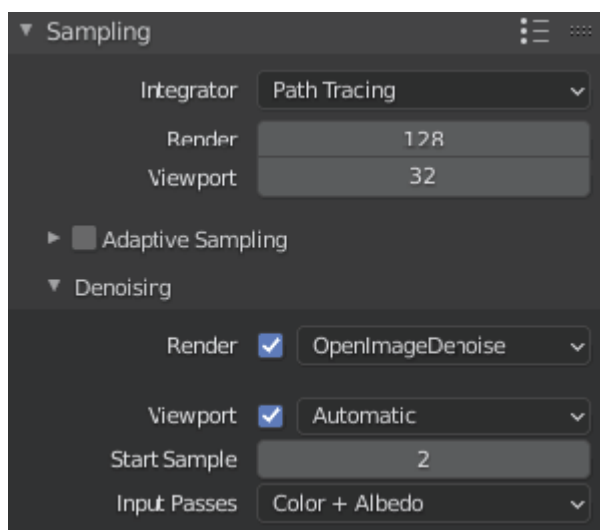 Sampling
Integrator Path Tracing
Render 128
Viewport 32
Adaptive Sampling
Denoising
Render OpenImageDenoise
Viewport Automatic
Start Sample 2
Input Passes Color + Albedo